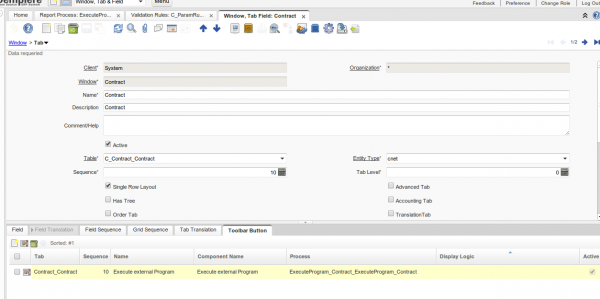 Window, Tab & Field Menu Feedback Preference Change Role Log Out
Home Report Process: ExecutePro... Validation Rules: C_ParamRu... Window, Tab Field: Contract
Window > Tab 1/2
Data requested
Client* System Organization* *
Window* Contract
Name* Contract
Description Contract
Comment/Help
Active
Table* C_Contract_Contract Entity Type* cnet
Sequence* 10 Tab Level* 0
Single Row Layout Advanced Tab
Has Tree Accounting Tab
Order Tab TranslationTab
Field Field Translation Field Sequence Grid Sequence Tab Translation Toolbar Button
Sorted: #1
Tab Sequence Name Component Name Process Display Logic Active
Contract_Contract 10 Execute external Program Execute external Program ExecuteProgram_Contract_ExecuteProgram_Contract